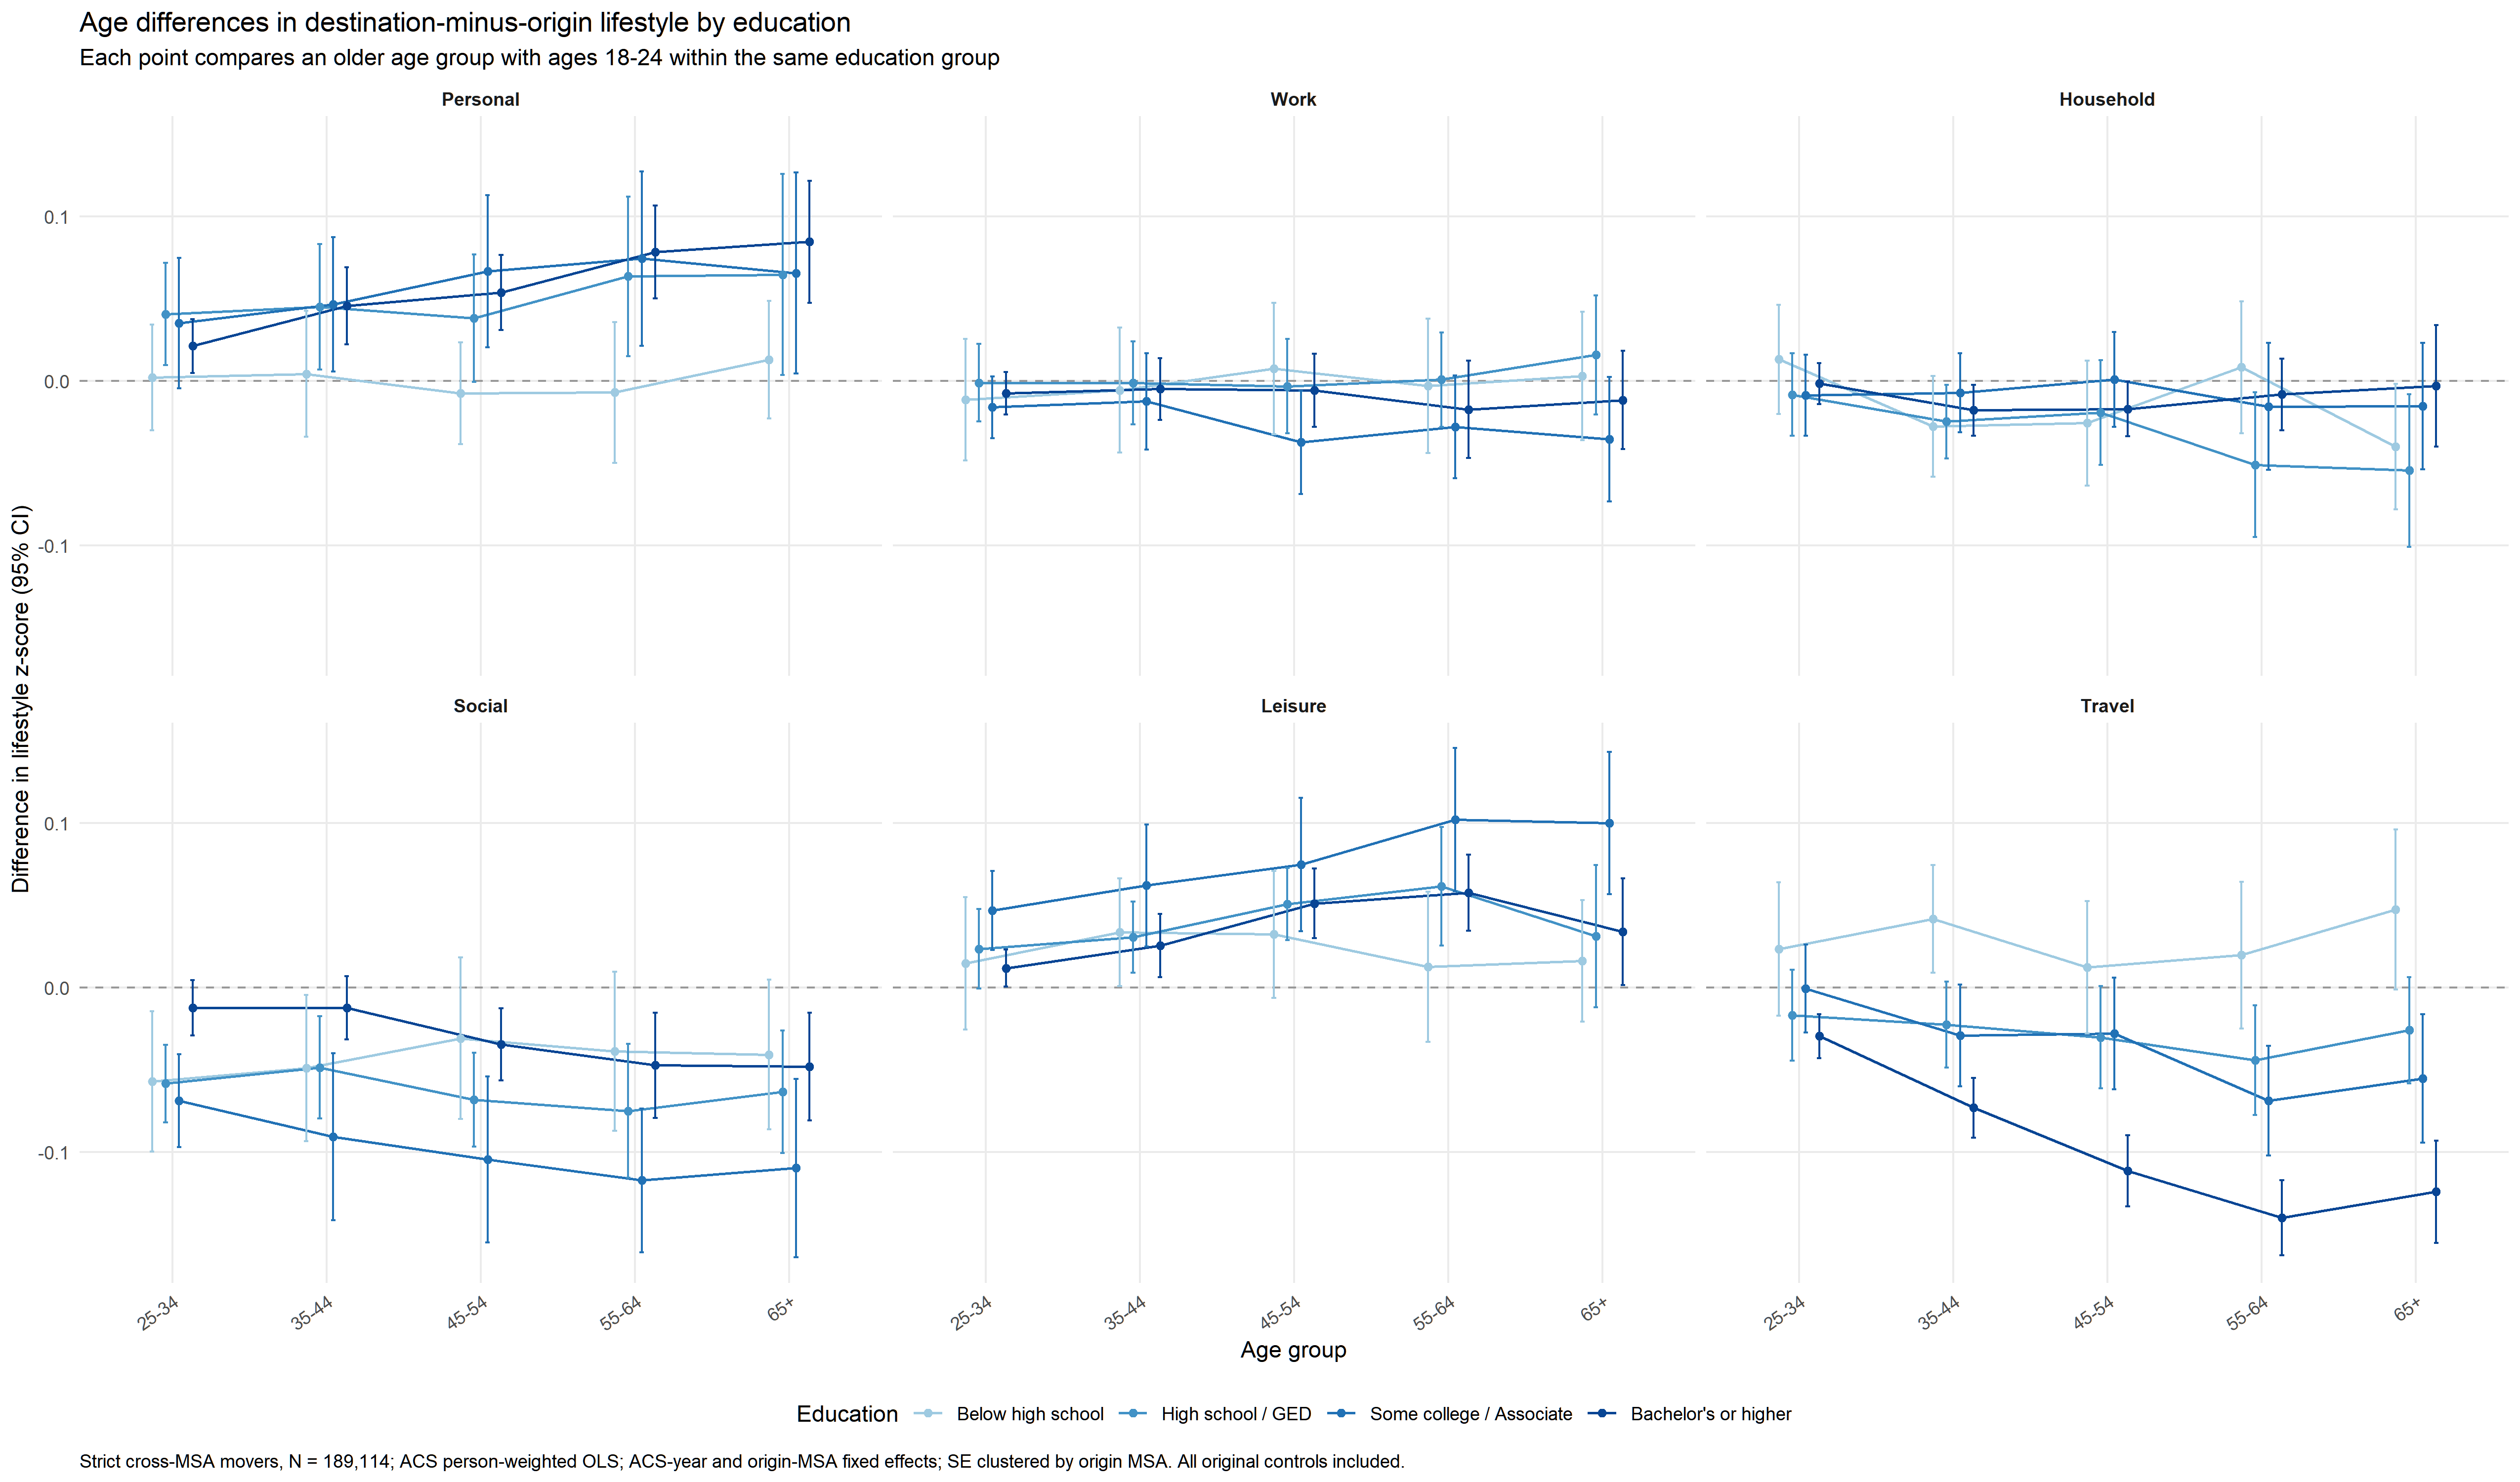 Age differences in destination-minus-origin lifestyle by education
Each point compares an older age group with ages 18-24 within the same education group
Personal
Work
Household
0.1
0.0
-0.1
Difference in lifestyle z-score (95% CI)
Social
Leisure
Travel
0.1
0.0
-0.1
25-34 35-44 45-54 55-64 65+
25-34 35-44 45-54 55-64 65+
25-34 35-44 45-54 55-64 65+
Age group
Education Below high school High school / GED Some college / Associate Bachelor's or higher
Strict cross-MSA movers, N = 189,114; ACS person-weighted OLS; ACS-year and origin-MSA fixed effects; SE clustered by origin MSA. All original controls included.